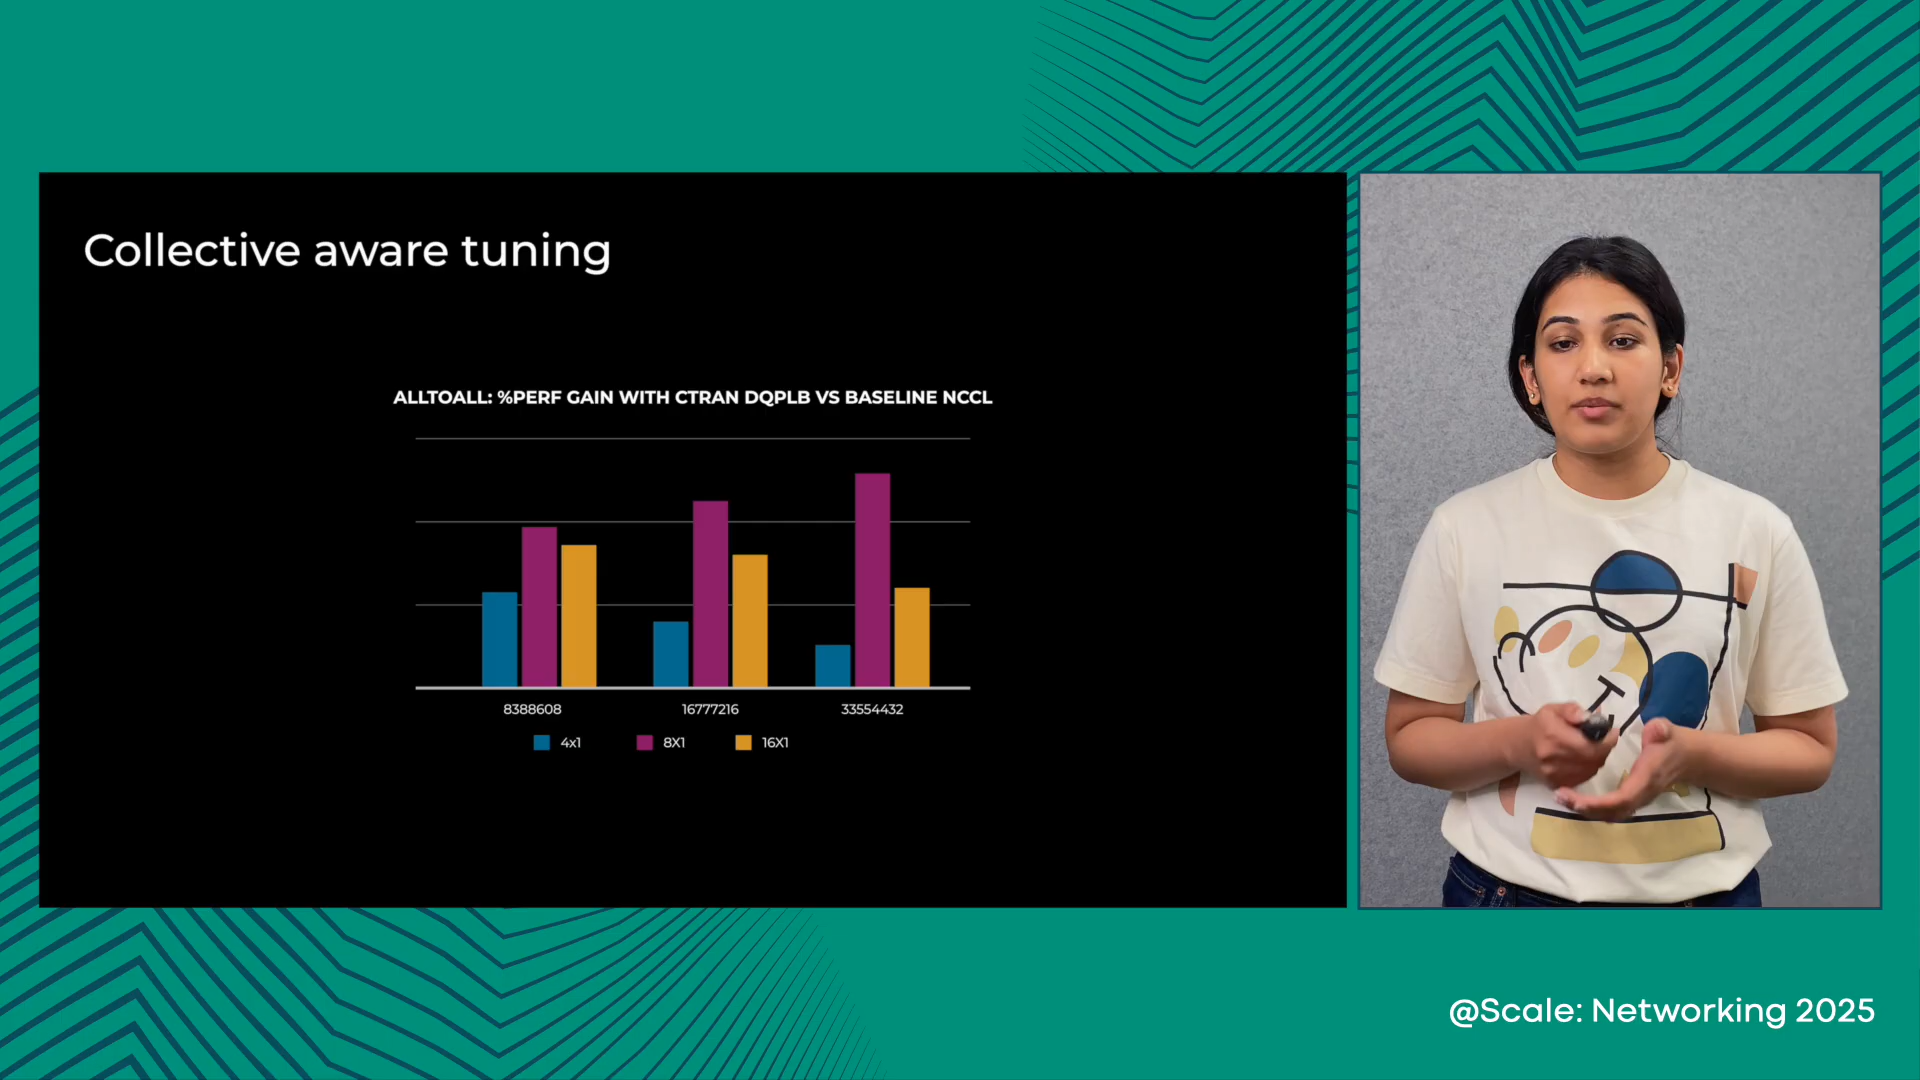 Collective aware tuning
ALLTOALL: %PERF GAIN WITH CTRAN DQPLB VS BASELINE NCCL
8388608 16777216 33554432
4x1 8X1 16X1
@Scale: Networking 2025